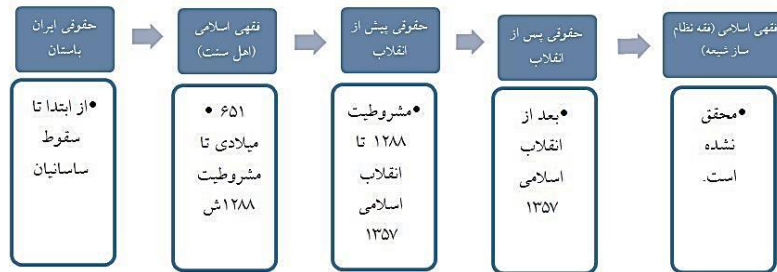 حقوقی ایران
باستان
فقهی اسلامی
(اهل سنت)
حقوقی پیش از
انقلاب
حقوقی پس از
انقلاب
فقهی اسلامی (فقه نظام
ساز شیعه)
•از ابتدا تا
سقوط
ساسانیان
• ۶۵۱
میلادی تا
مشروطیت
۱۲۸۸ش
•مشروطیت
۱۲۸۸ تا
انقلاب
اسلامی
۱۳۵۷
•بعد از
انقلاب
اسلامی
۱۳۵۷
•محقق
نشده
است.